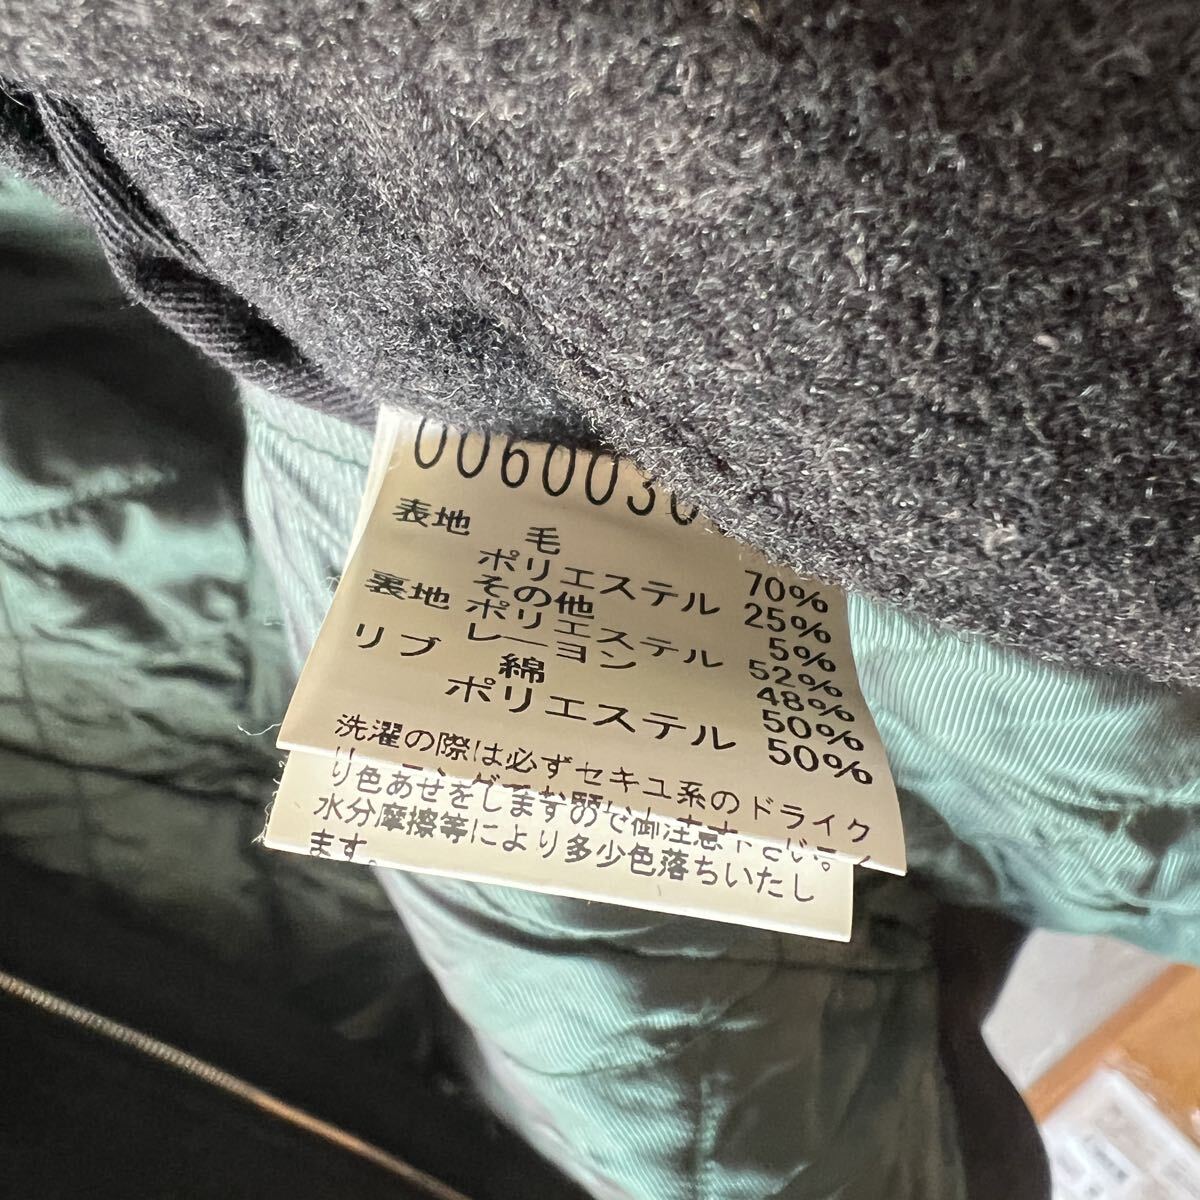 0060030
表地 毛 70%
ポリエステル 25%
その他 5%
裏地 ポリエステル 52%
レーヨン 48%
リブ 綿 50%
ポリエステル 50%
洗濯の際は必ずセキユ系のドライク
り色あせをしますので御注意下さい。
水分摩擦等により多少色落ちいたし
ます。